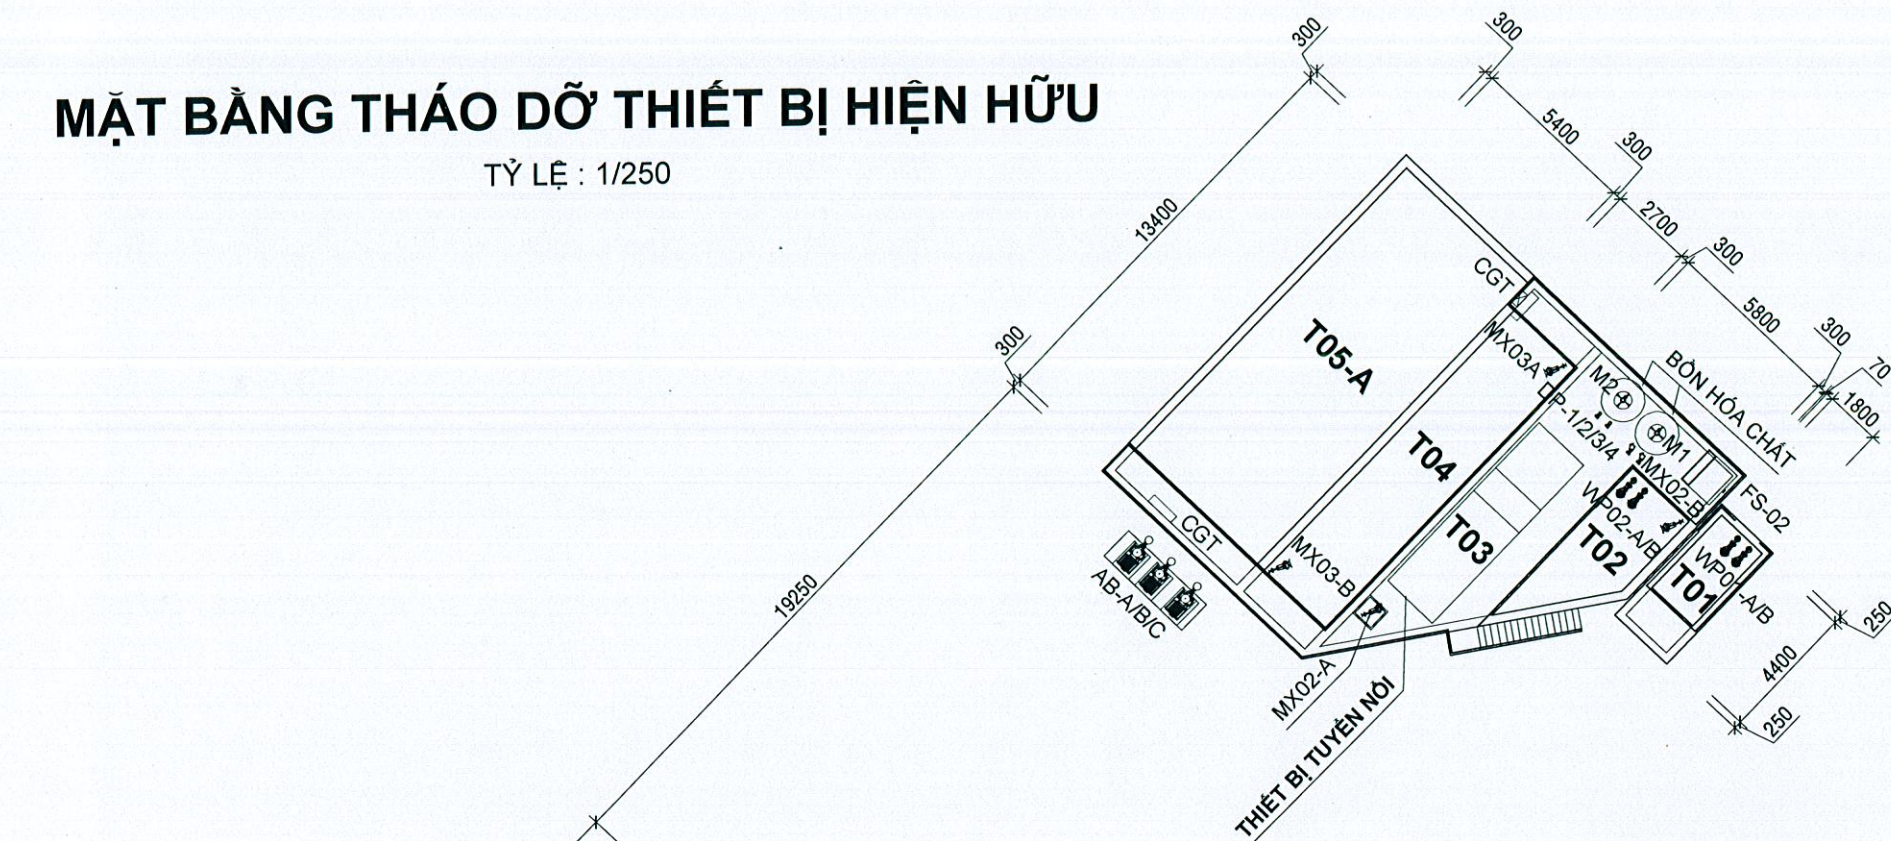 MẶT BẰNG THÁO DỠ THIẾT BỊ HIỆN HỮU
TỶ LỆ : 1/250
300
300
5400
300
13400
2700
300
5800
300
70
1800
300
19250
CGT
MX03A
T05-A
BỒN HÓA CHẤT
M2
M1
P-1/2/3/4
T04
MX02-B
WP02-A/B
FS-02
T03
T02
T01
CGT
MX03-B
AB-A/B/C
MX02-A
THIẾT BỊ TUYỂN NỔI
250
4400
250